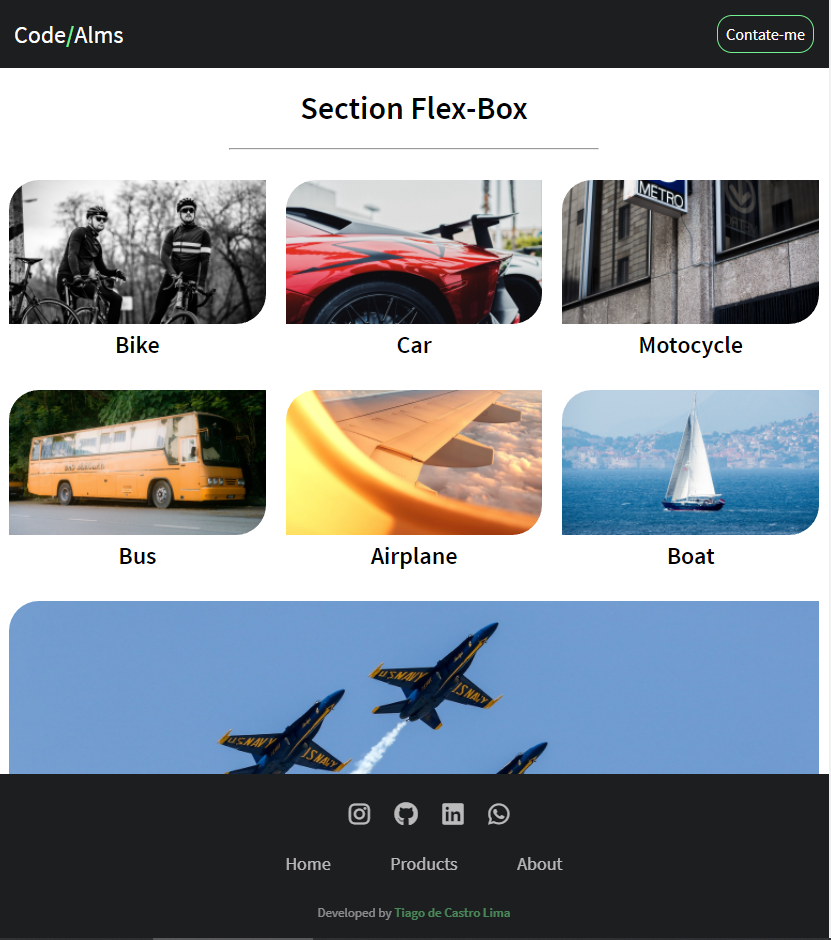 Code/Alms
Contate-me
Section Flex-Box
METRO
Bike
Car
Motocycle
Bus
Airplane
Boat
U.S.NAVY
U.S.NAVY
Home
Products
About
Developed by Tiago de Castro Lima